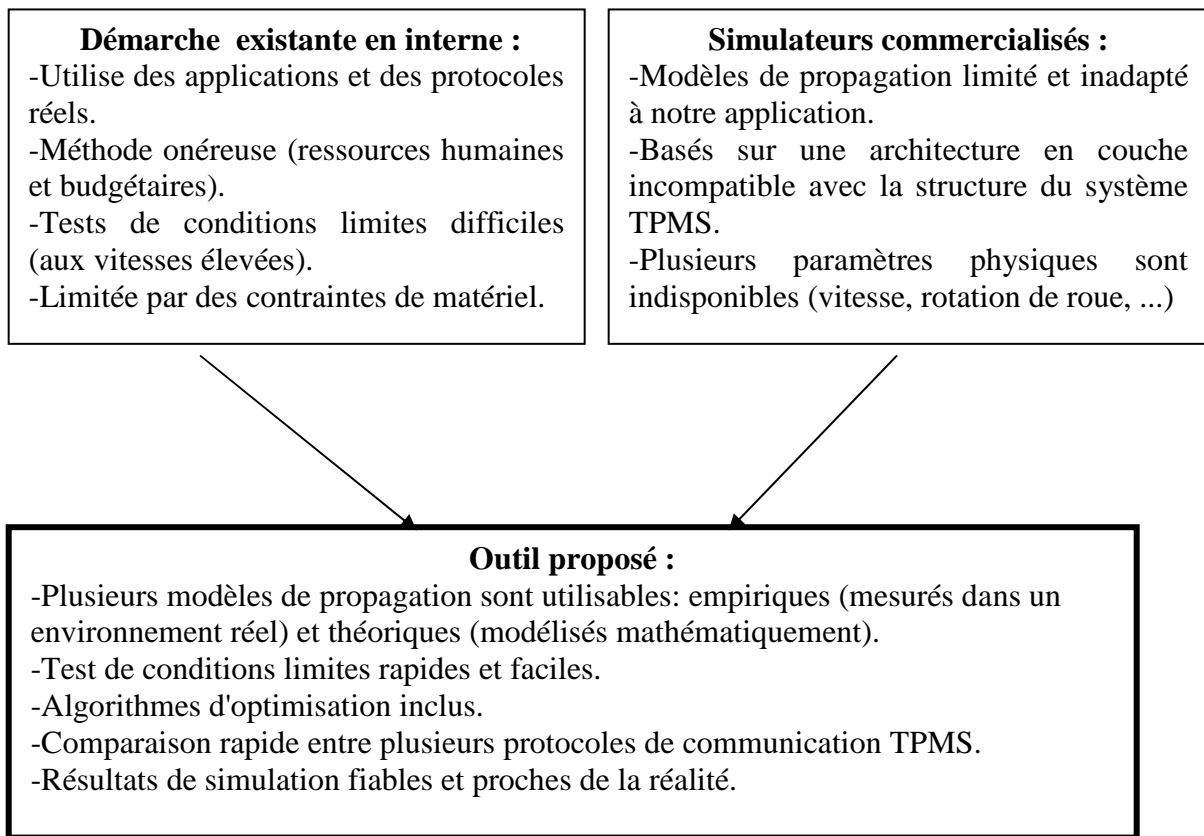 Démarche existante en interne :
-Utilise des applications et des protocoles
réels.
-Méthode onéreuse (ressources humaines
et budgétaires).
-Tests de conditions limites difficiles
(aux vitesses élevées).
-Limitée par des contraintes de matériel.
Simulateurs commercialisés :
-Modèles de propagation limité et inadapté
à notre application.
-Basés sur une architecture en couche
incompatible avec la structure du système
TPMS.
-Plusieurs paramètres physiques sont
indisponibles (vitesse, rotation de roue, ...)
Outil proposé :
-Plusieurs modèles de propagation sont utilisables: empiriques (mesurés dans un
environnement réel) et théoriques (modélisés mathématiquement).
-Test de conditions limites rapides et faciles.
-Algorithmes d'optimisation inclus.
-Comparaison rapide entre plusieurs protocoles de communication TPMS.
-Résultats de simulation fiables et proches de la réalité.